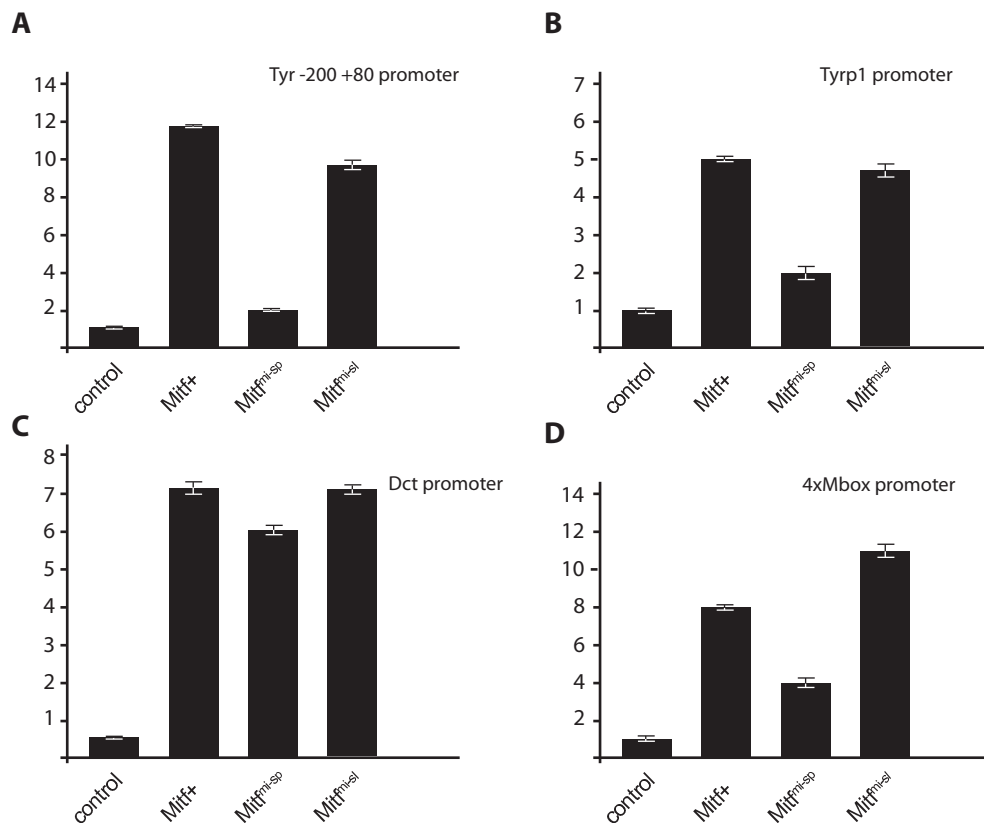 A
Tyr -200 +80 promoter
14
12
10
8
6
4
2
control
Mitf+
Mitfmi-sp
Mitfmi-sl
B
Tyrp1 promoter
7
6
5
4
3
2
1
control
Mitf+
Mitfmi-sp
Mitfmi-sl
C
Dct promoter
8
7
6
5
4
3
2
1
control
Mitf+
Mitfmi-sp
Mitfmi-sl
D
4xMbox promoter
14
12
10
8
6
4
2
control
Mitf+
Mitfmi-sp
Mitfmi-sl